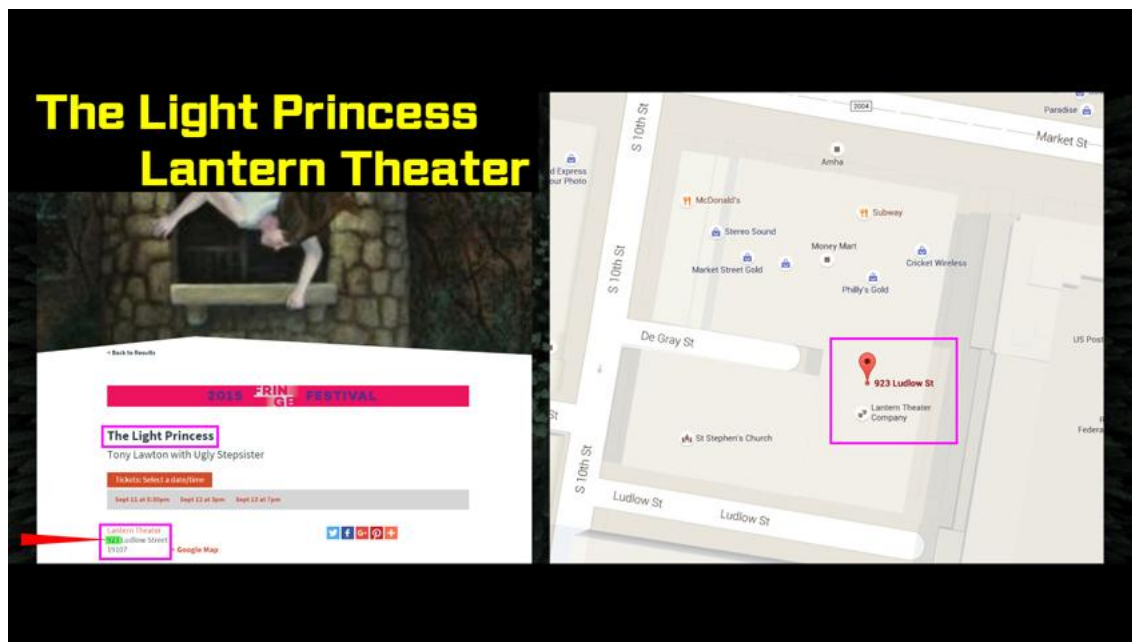 The Light Princess
Lantern Theater
< Back to Results
2015 FRINGE FESTIVAL
The Light Princess
Tony Lawton with Ugly Stepsister
Tickets: Select a date/time
Sept 11 at 5:30pm Sept 12 at 3pm Sept 13 at 7pm
Lantern Theater
923 Ludlow Street
19107
> Google Map
S 10th St
2004
Paradise
Market St
Amha
d Express
our Photo
McDonald's
Subway
Stereo Sound
Money Mart
Market Street Gold
Cricket Wireless
Philly's Gold
S 10th St
De Gray St
US Post
923 Ludlow St
Lantern Theater
Company
Federa
St
St Stephen's Church
S 10th St
Ludlow St
Ludlow St